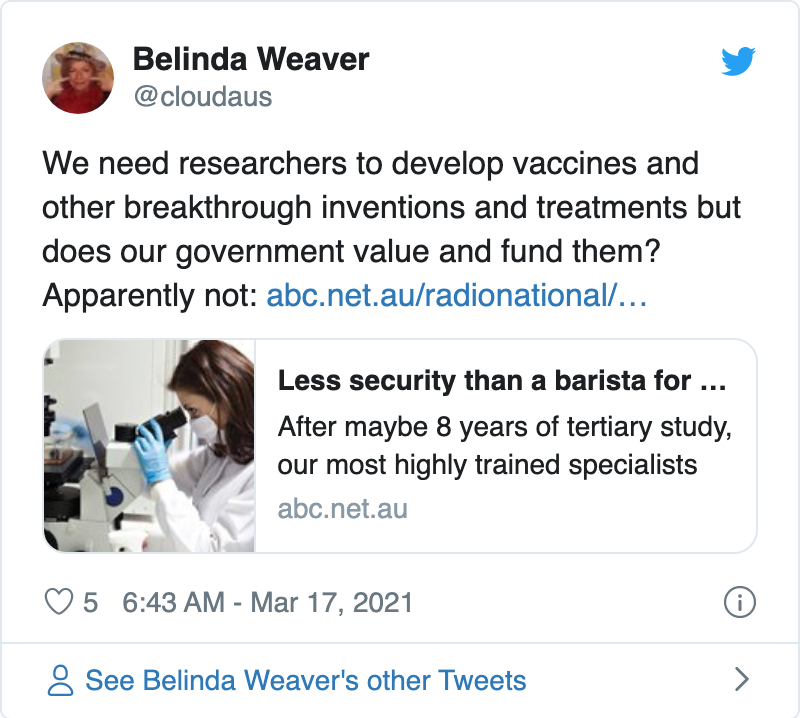 Belinda Weaver
@cloudaus
We need researchers to develop vaccines and
other breakthrough inventions and treatments but
does our government value and fund them?
Apparently not: abc.net.au/radionational/…
Less security than a barista for ...
After maybe 8 years of tertiary study,
our most highly trained specialists
abc.net.au
5 6:43 AM - Mar 17, 2021
See Belinda Weaver's other Tweets